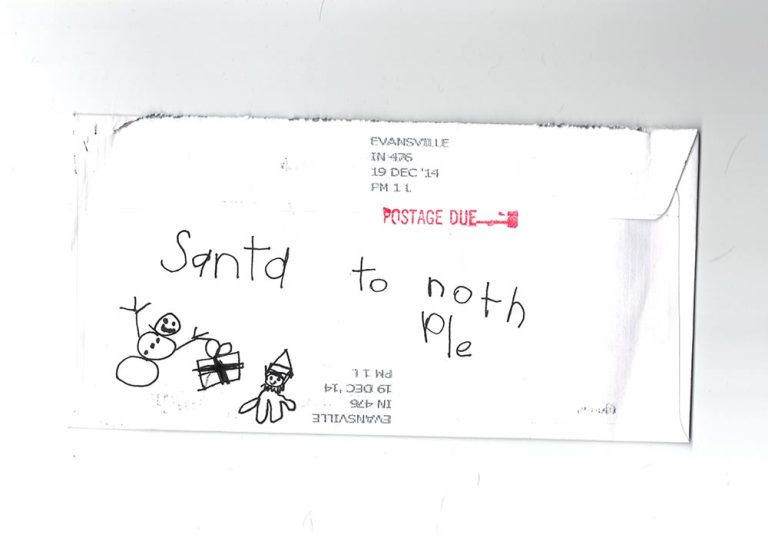 EVANSVILLE
IN 476
19 DEC '14
PM 1 L
POSTAGE DUE
Santa to noth
Ple
PM 1 L
19 DEC '14
IN 476
EVANSVILLE